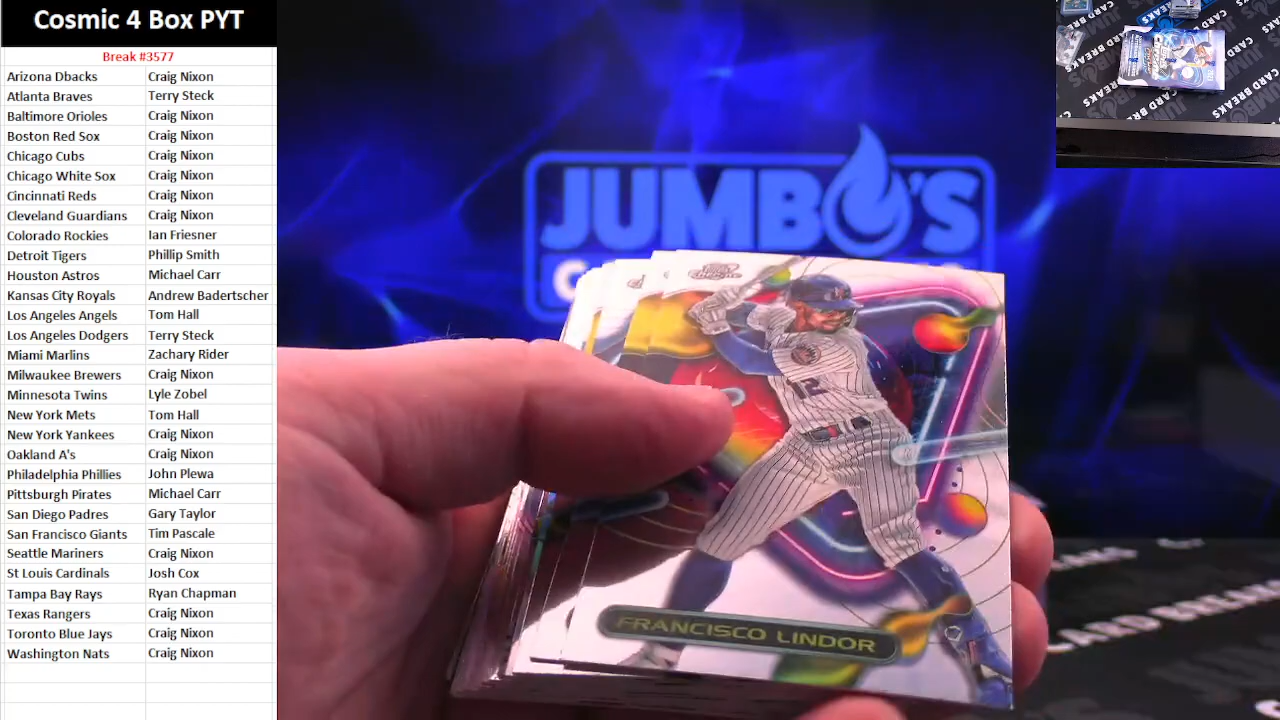 Cosmic 4 Box PYT
Break #3577
Arizona Dbacks Craig Nixon
Atlanta Braves Terry Steck
Baltimore Orioles Craig Nixon
Boston Red Sox Craig Nixon
Chicago Cubs Craig Nixon
Chicago White Sox Craig Nixon
Cincinnati Reds Craig Nixon
Cleveland Guardians Craig Nixon
Colorado Rockies Ian Friesner
Detroit Tigers Phillip Smith
Houston Astros Michael Carr
Kansas City Royals Andrew Badertscher
Los Angeles Angels Tom Hall
Los Angeles Dodgers Terry Steck
Miami Marlins Zachary Rider
Milwaukee Brewers Craig Nixon
Minnesota Twins Lyle Zobel
New York Mets Tom Hall
New York Yankees Craig Nixon
Oakland A's Craig Nixon
Philadelphia Phillies John Plewa
Pittsburgh Pirates Michael Carr
San Diego Padres Gary Taylor
San Francisco Giants Tim Pascale
Seattle Mariners Craig Nixon
St Louis Cardinals Josh Cox
Tampa Bay Rays Ryan Chapman
Texas Rangers Craig Nixon
Toronto Blue Jays Craig Nixon
Washington Nats Craig Nixon
JUMBO'S
12
FRANCISCO LINDOR
CARD BREAKS
CARD BREAKS